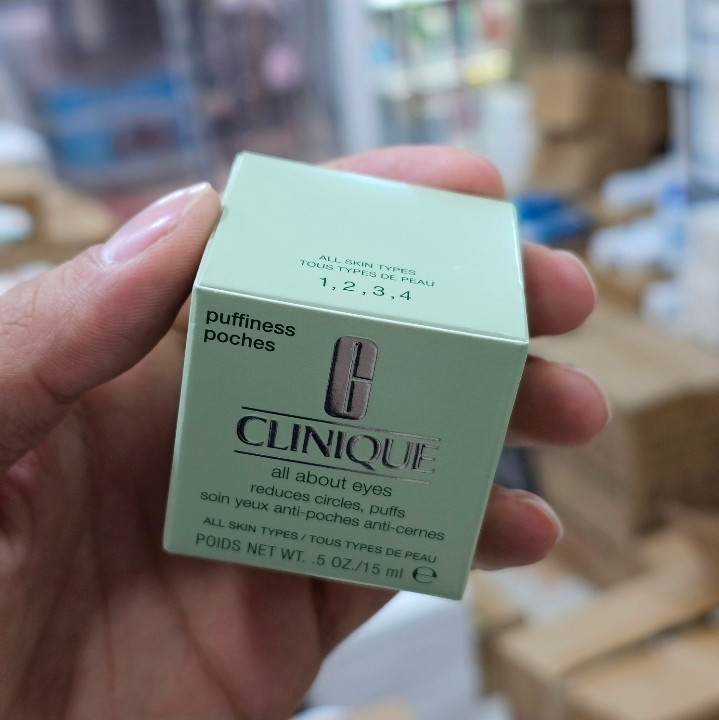 ALL SKIN TYPES
TOUS TYPES DE PEAU
1,2,3,4
puffiness
poches
CLINIQUE
all about eyes
reduces circles, puffs
soin yeux anti-poches anti-cernes
ALL SKIN TYPES / TOUS TYPES DE PEAU
POIDS NET WT. .5 OZ./15 ml ℮